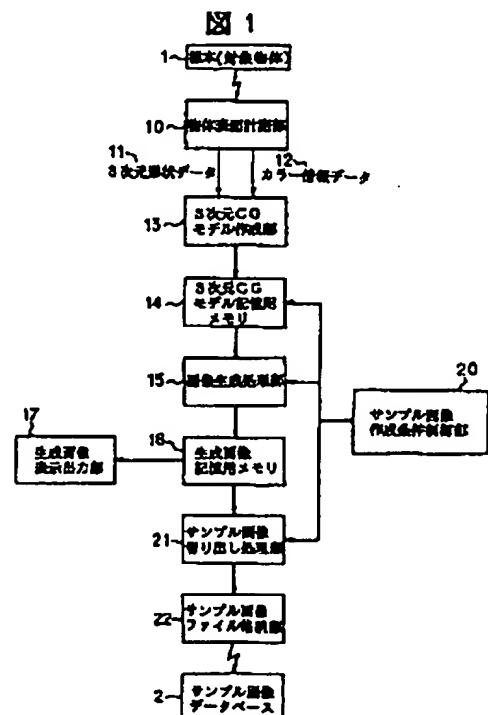 図 1
1 標本(対象物体)
10 物体表面計測部
11
3次元形状データ
12
カラー情報データ
13 3次元CG
モデル作成部
14 3次元CG
モデル記憶用
メモリ
15 画像生成処理部
20
サンプル画像
作成条件制御部
17
生成画像
表示出力部
18 生成画像
記憶用メモリ
21 サンプル画像
切り出し処理部
22 サンプル画像
ファイル
2 サンプル画像
データベース